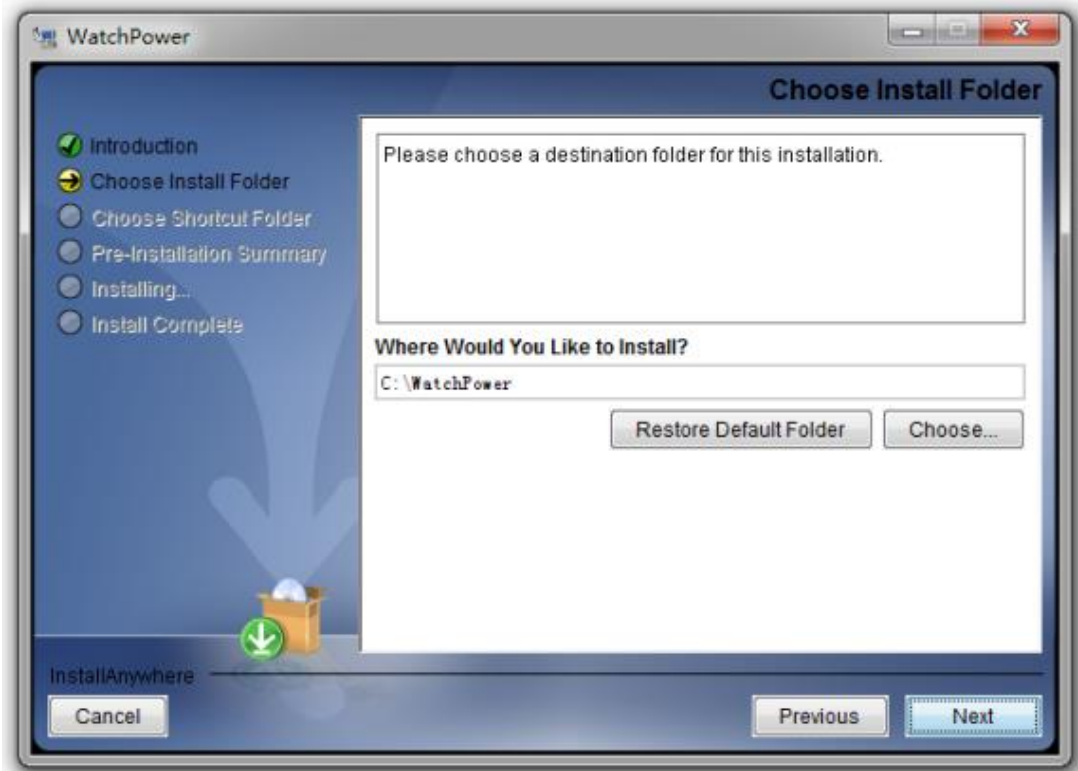 WatchPower
Choose Install Folder
Introduction
Choose Install Folder
Choose Shortcut Folder
Pre-Installation Summary
Installing...
Install Complete
Please choose a destination folder for this installation.
Where Would You Like to Install?
C:\WatchPower
Restore Default Folder
Choose...
InstallAnywhere
Cancel
Previous
Next